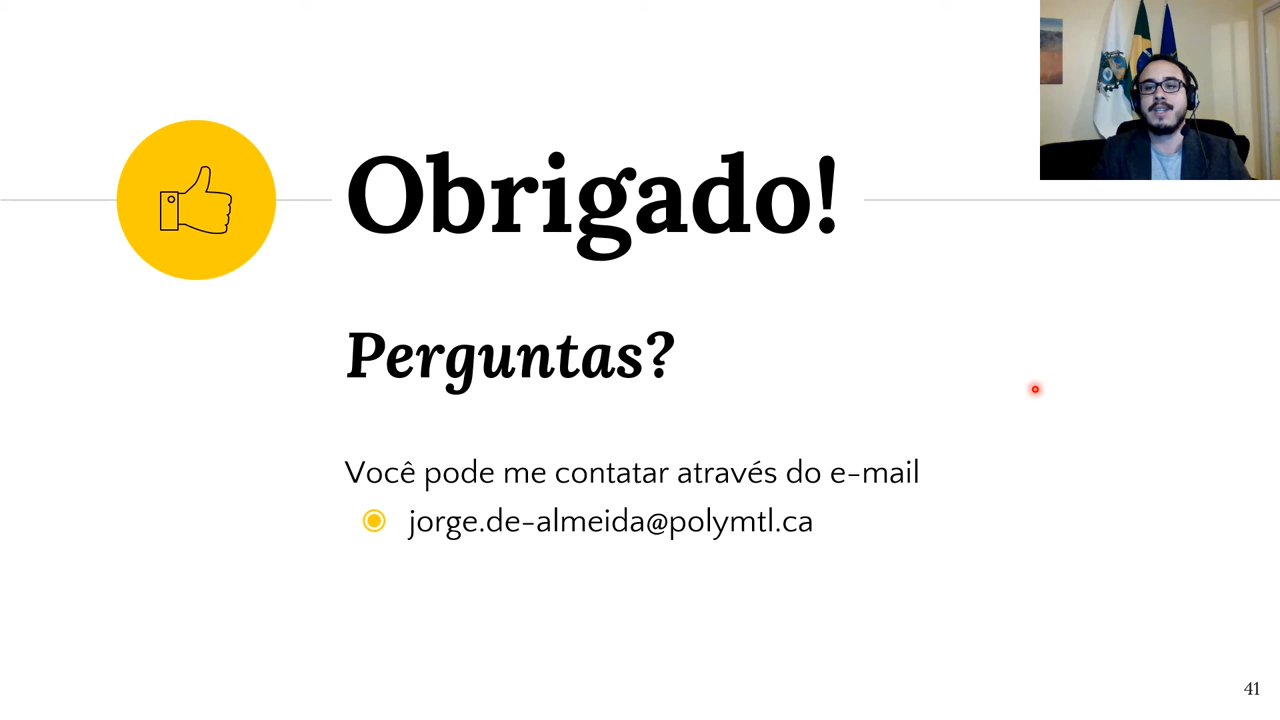 Obrigado!
Perguntas?
Você pode me contatar através do e-mail
jorge.de-almeida@polymtl.ca
41